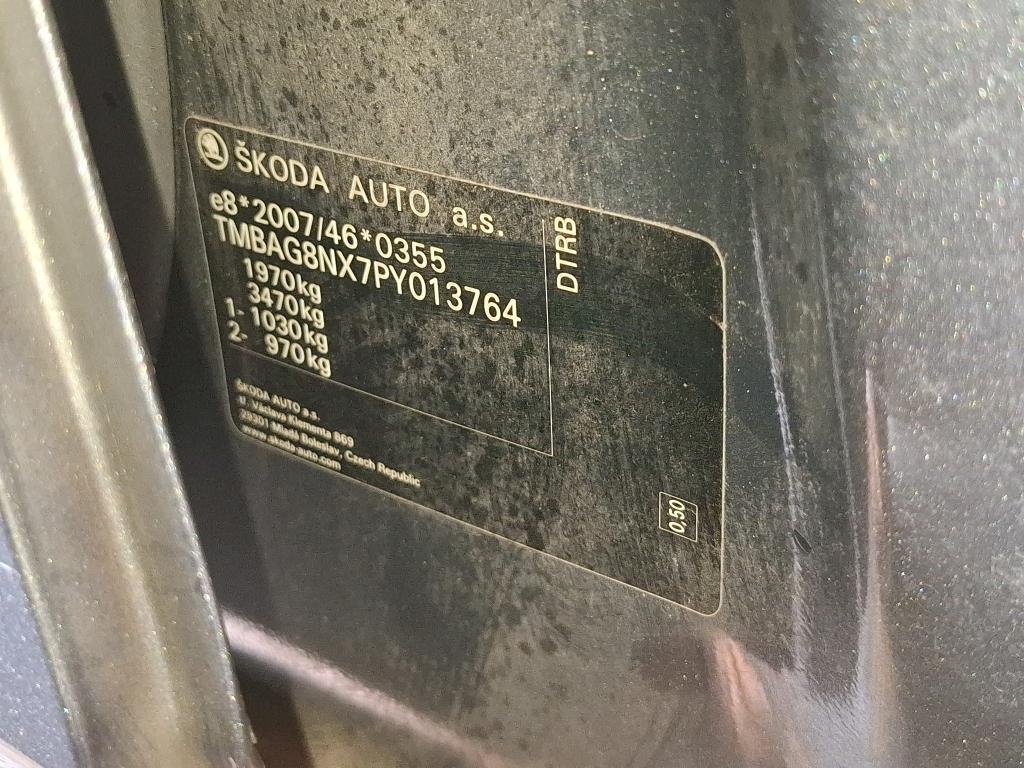 ŠKODA AUTO a.s.
e8*2007/46*0355
TMBAG8NX7PY013764
1970kg
3470kg
1- 1030kg
2- 970kg
DTRB
ŠKODA AUTO a.s.
tř. Václava Klementa 869
29301 Mladá Boleslav, Czech Republic
www.skoda-auto.com
0.50